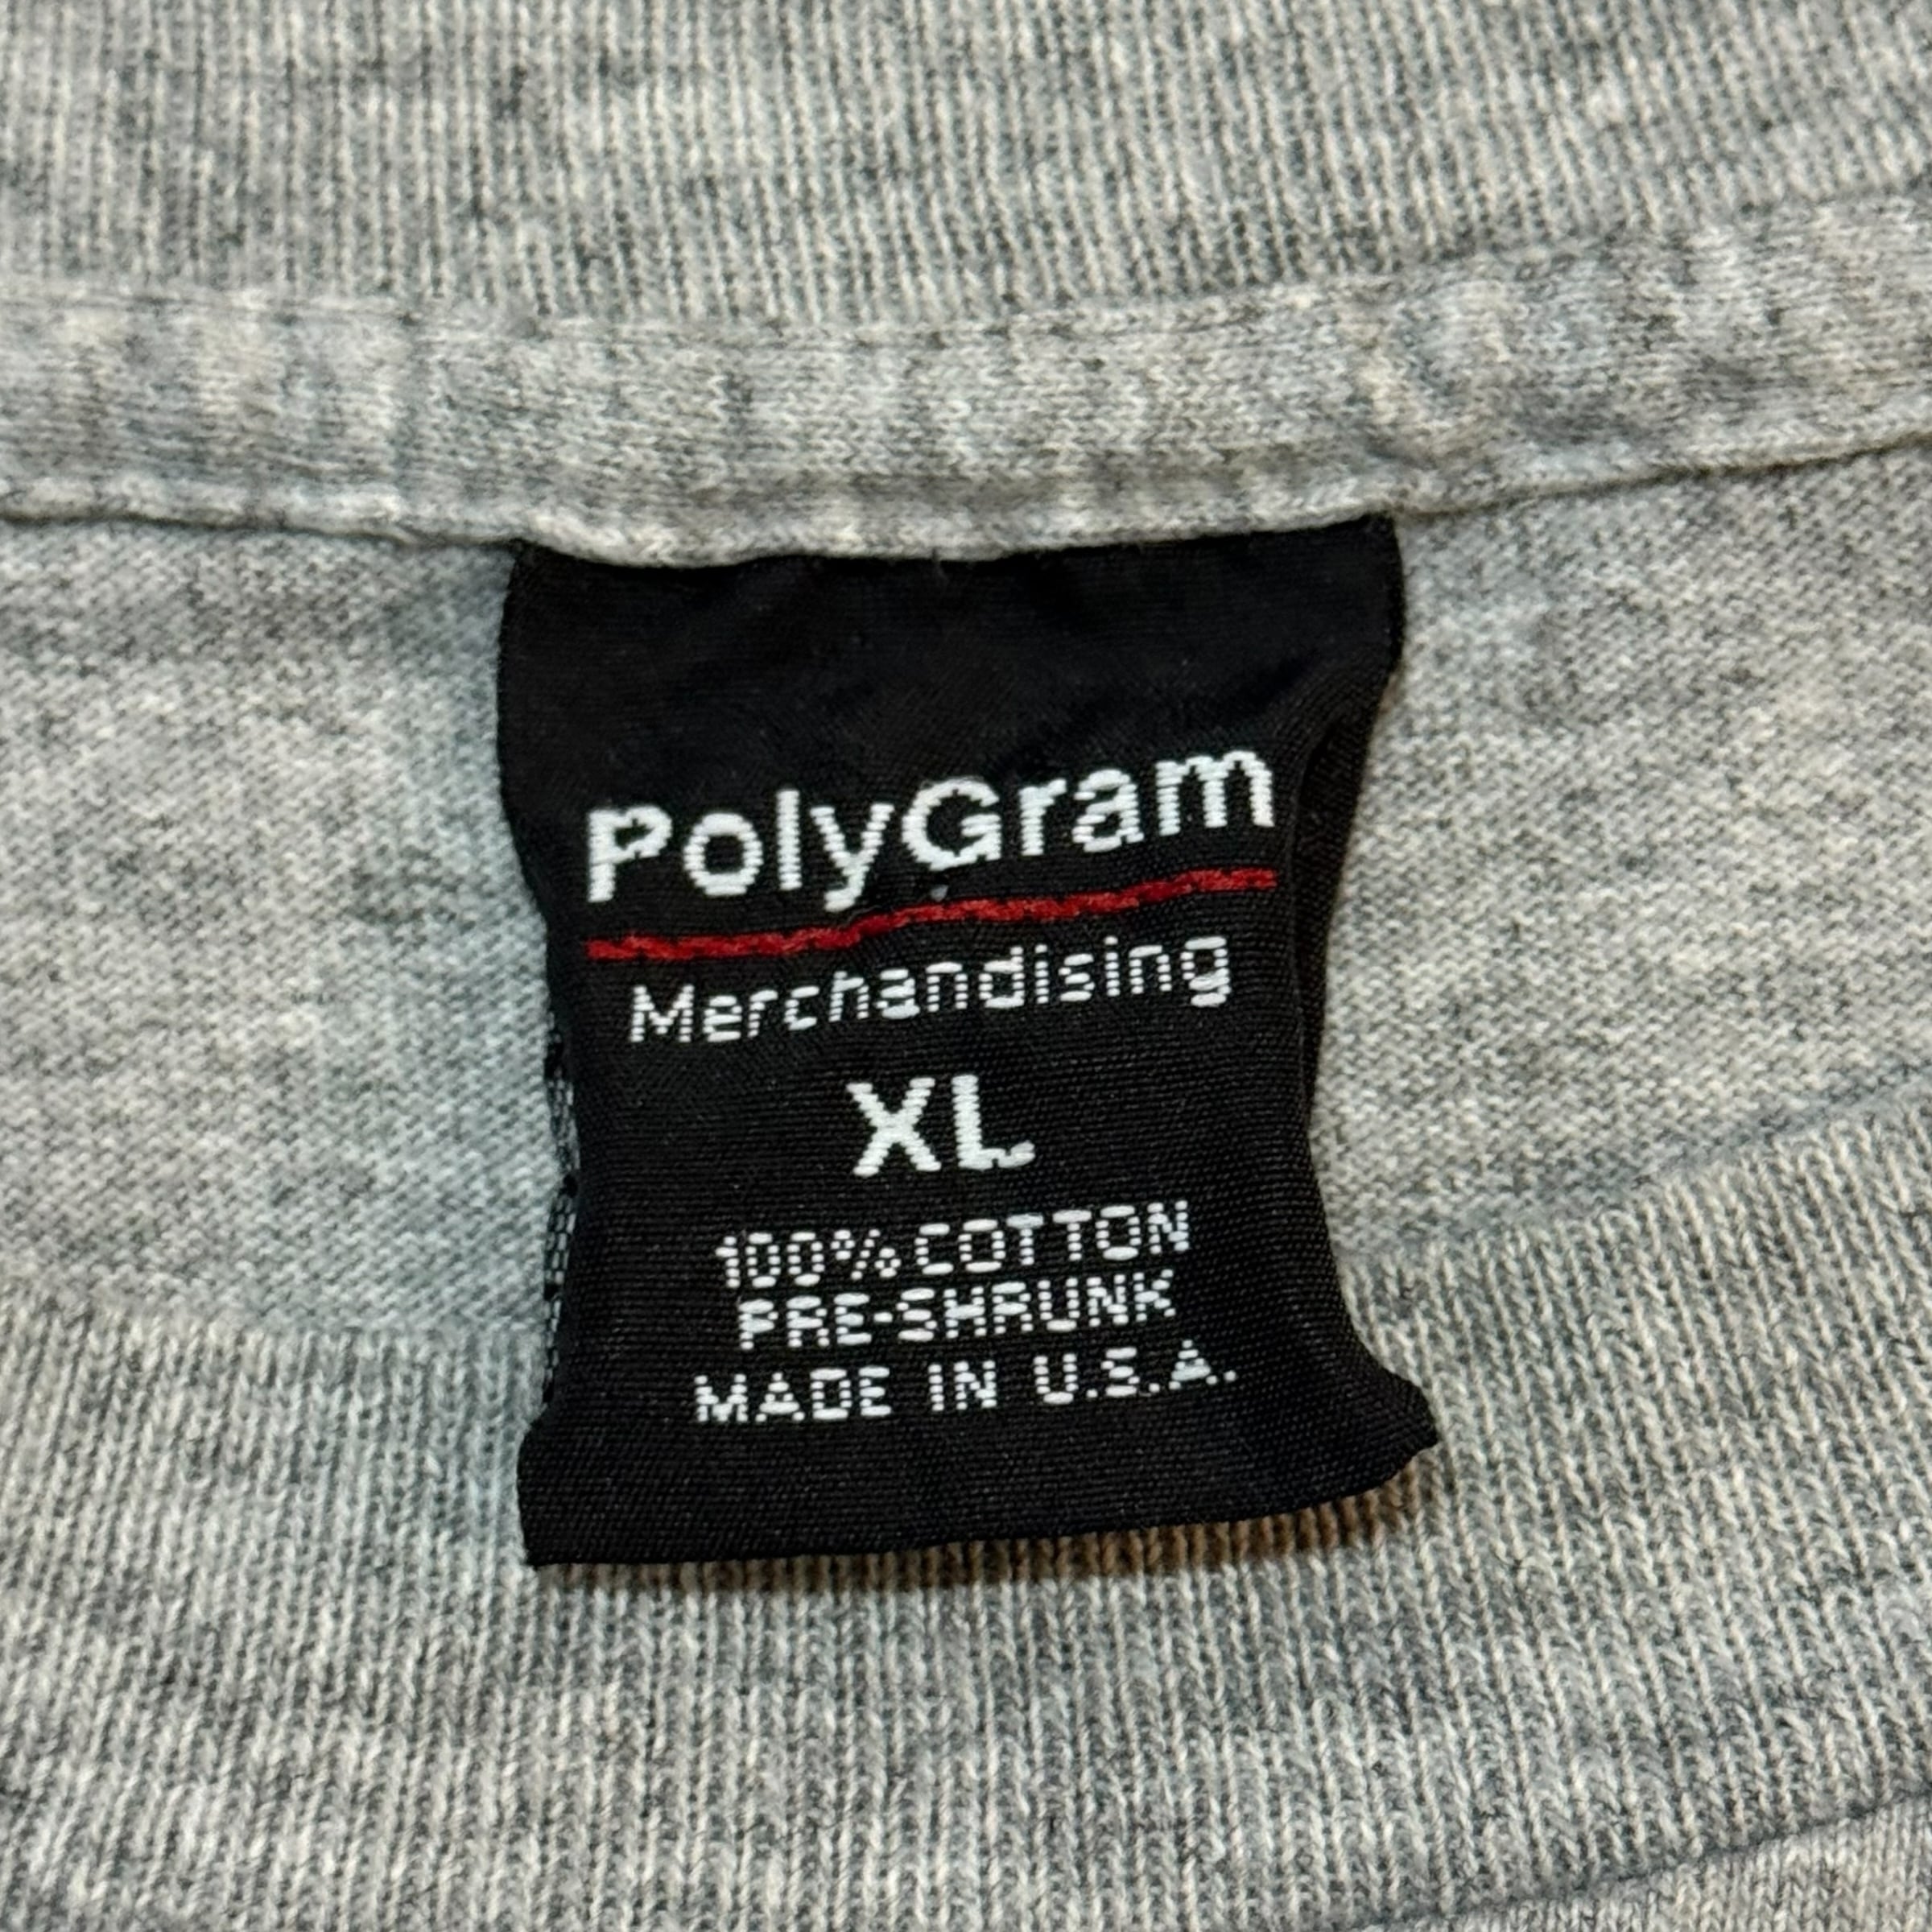 PolyGram
Merchandising
XL
100% COTTON
PRE-SHRUNK
MADE IN U.S.A.